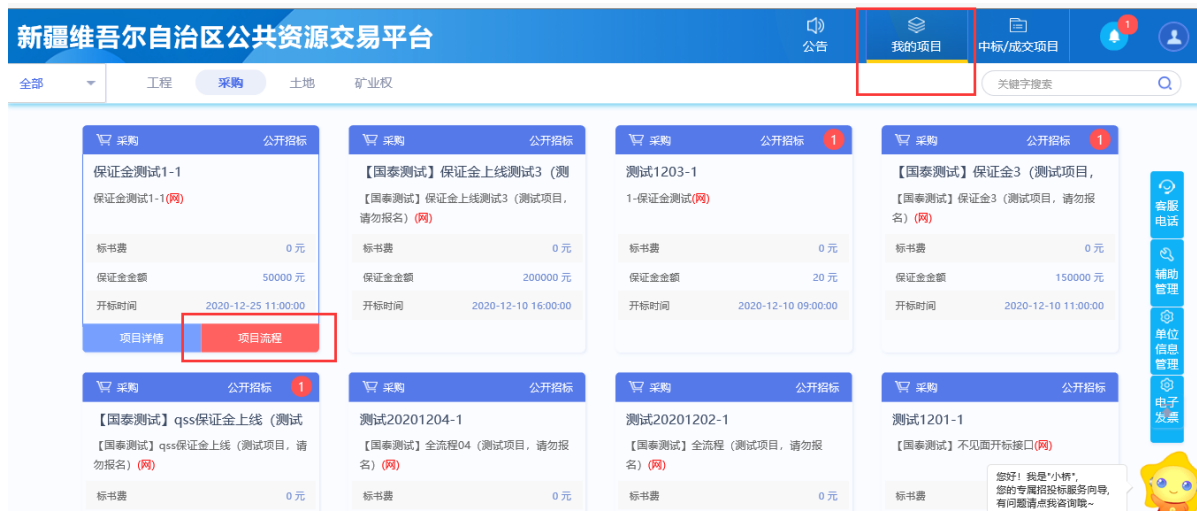 新疆维吾尔自治区公共资源交易平台
公告
我的项目
中标/成交项目
1
全部
工程
采购
土地
矿业权
关键字搜索
采购 公开招标
保证金测试1-1
保证金测试1-1(网)
标书费 0 元
保证金金额 50000 元
开标时间 2020-12-25 11:00:00
项目详情
项目流程
采购 公开招标
【国泰测试】保证金上线测试3（测
【国泰测试】保证金上线测试3（测试项目，
请勿报名）(网)
标书费 0 元
保证金金额 200000 元
开标时间 2020-12-10 16:00:00
采购 公开招标 1
测试1203-1
1-保证金测试(网)
标书费 0 元
保证金金额 20 元
开标时间 2020-12-10 09:00:00
采购 公开招标 1
【国泰测试】保证金3（测试项目，
【国泰测试】保证金3（测试项目，请勿报
名）(网)
标书费 0 元
保证金金额 150000 元
开标时间 2020-12-10 11:00:00
采购 公开招标 1
【国泰测试】qss保证金上线（测试
【国泰测试】qss保证金上线（测试项目，请
勿报名）(网)
标书费 0 元
采购 公开招标
测试20201204-1
【国泰测试】全流程04（测试项目，请勿报
名）(网)
标书费 0 元
采购 公开招标
测试20201202-1
【国泰测试】全流程（测试项目，请勿报
名）(网)
标书费 0 元
采购 公开招标
测试1201-1
【国泰测试】不见面开标接口(网)
标书费
客服
电话
辅助
管理
单位
信息
管理
电子
发票
您好！我是"小桥",
您的专属招投标服务向导,
有问题请点我咨询哦~